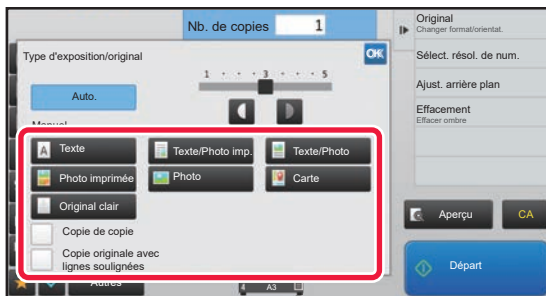 Nb. de copies 1
Original
Changer format/orientat.
Type d'exposition/original
OK
Sélect. résol. de num.
1 · · 3 · · 5
Auto.
Ajust. arrière plan
Effacement
Effacer ombre
Manuel
Texte
Texte/Photo imp.
Texte/Photo
Photo imprimée
Photo
Carte
Original clair
Aperçu
CA
Copie de copie
Copie originale avec
lignes soulignées
Départ
Autres
A3